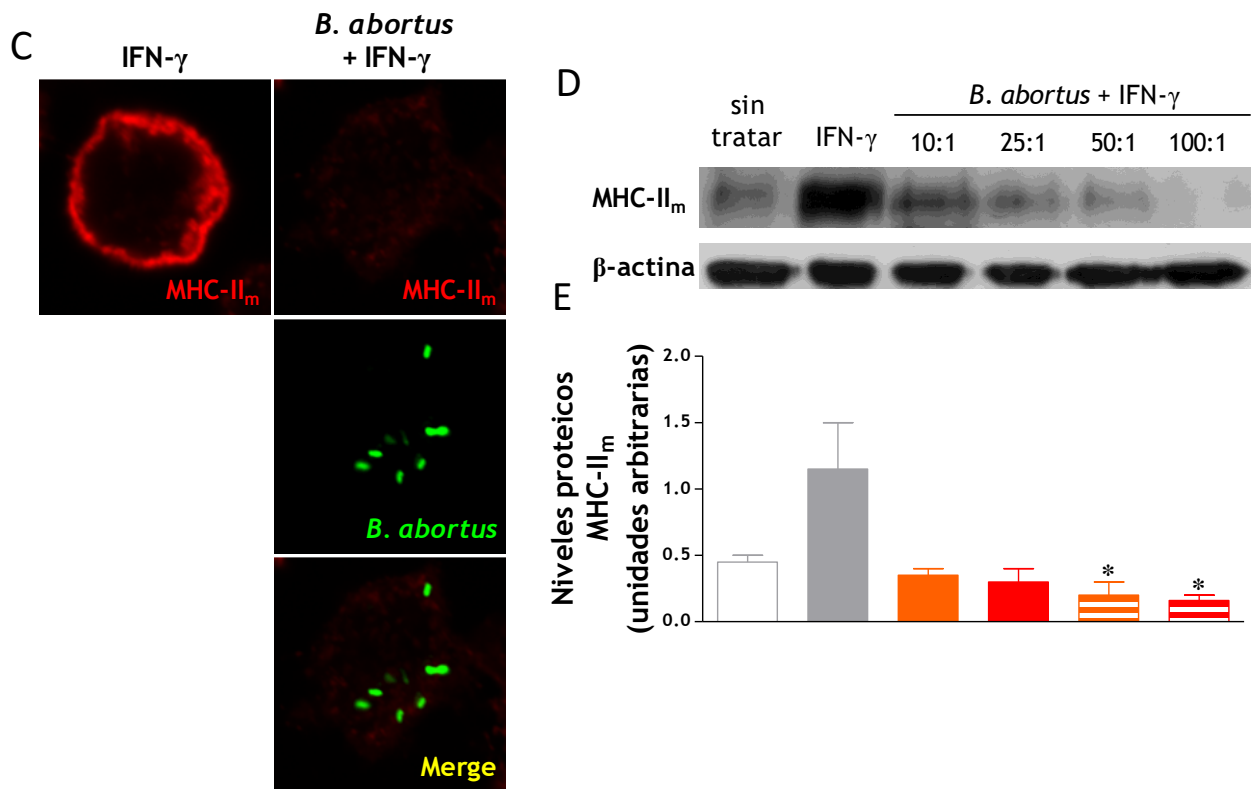 C
IFN-γ
B. abortus
+ IFN-γ
MHC-IIm
MHC-IIm
B. abortus
Merge
D
sin
tratar
IFN-γ
B. abortus + IFN-γ
10:1
25:1
50:1
100:1
MHC-IIm
β-actina
E
Niveles proteicos
MHC-IIm
(unidades arbitrarias)
2.0
1.5
1.0
0.5
0.0
*
*